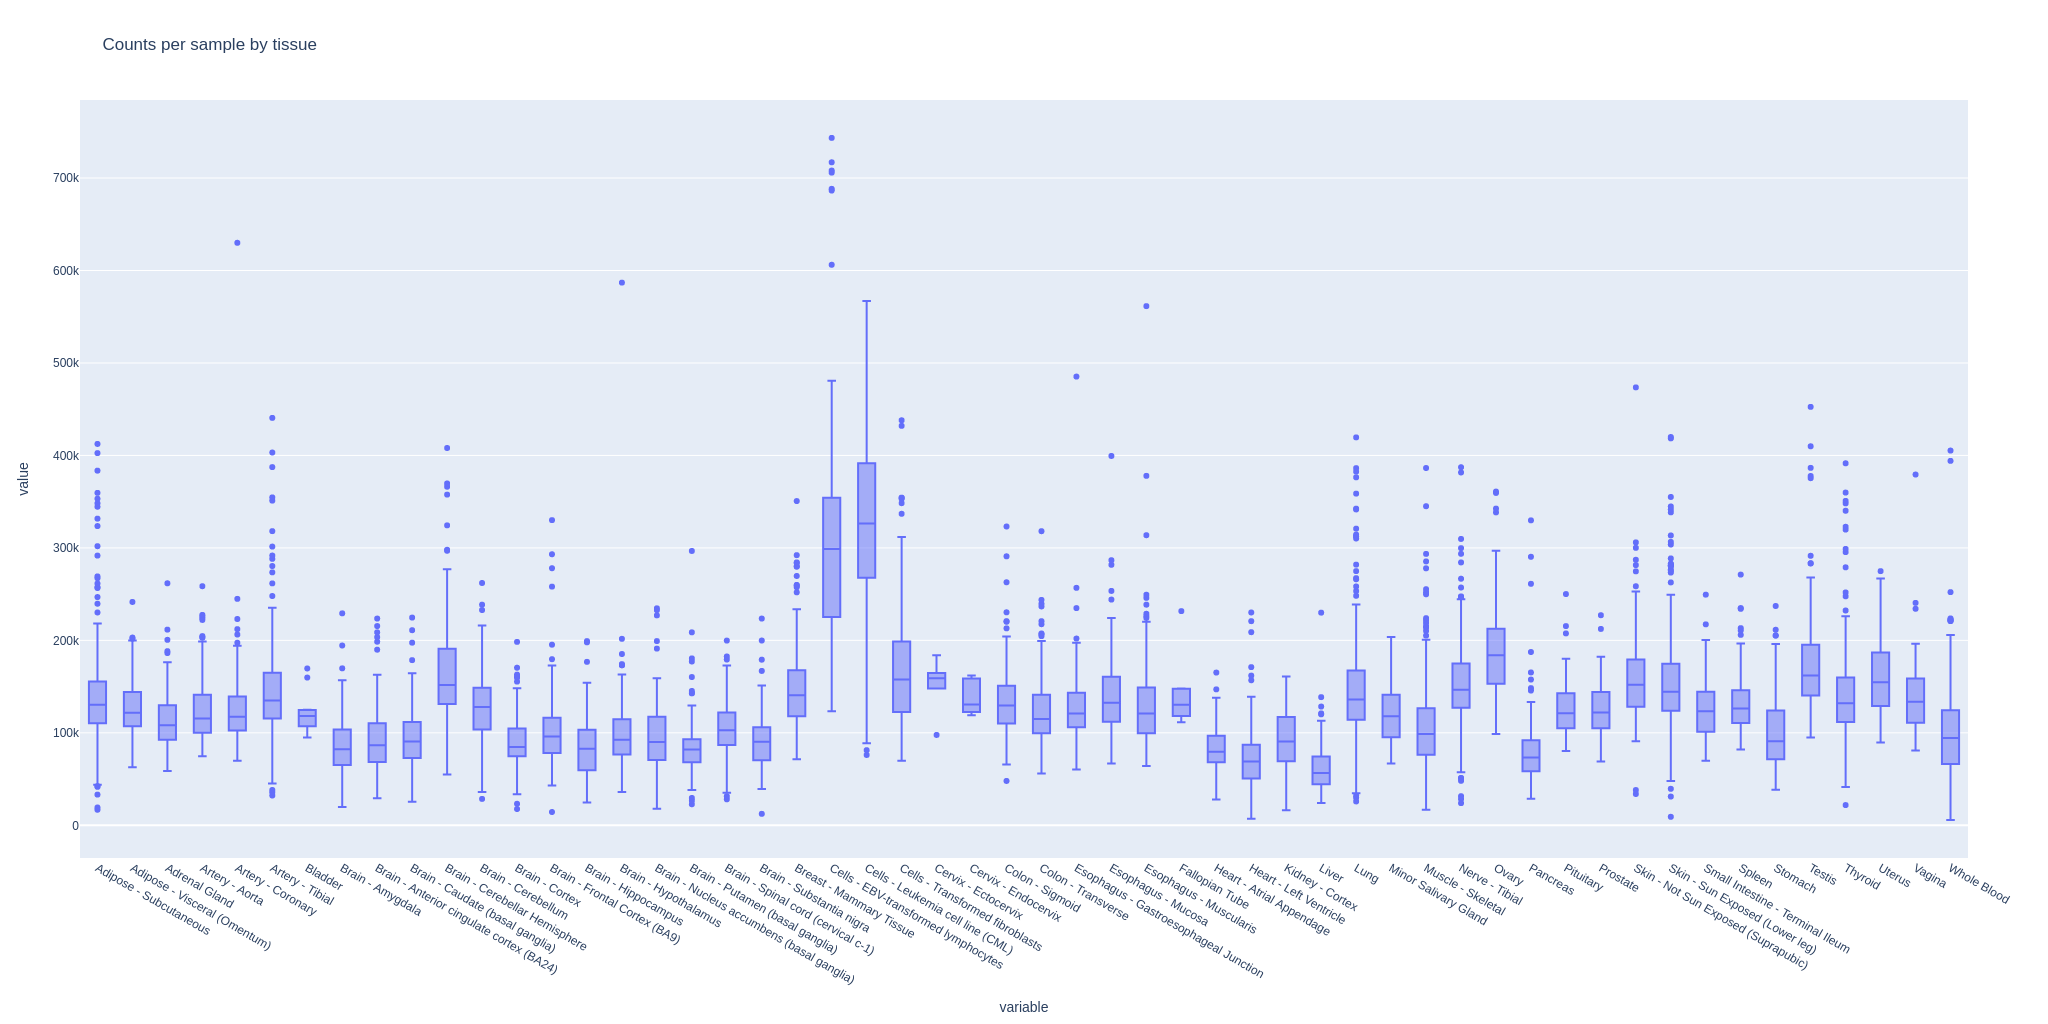 Counts per sample by tissue
700k
600k
500k
400k
300k
200k
100k
0
value
Adipose - Subcutaneous
Adipose - Visceral (Omentum)
Adrenal Gland
Artery - Aorta
Artery - Coronary
Artery - Tibial
Bladder
Brain - Amygdala
Brain - Anterior cingulate cortex (BA24)
Brain - Caudate (basal ganglia)
Brain - Cerebellar Hemisphere
Brain - Cerebellum
Brain - Cortex
Brain - Frontal Cortex (BA9)
Brain - Hippocampus
Brain - Hypothalamus
Brain - Nucleus accumbens (basal ganglia)
Brain - Putamen (basal ganglia)
Brain - Spinal cord (cervical c-1)
Brain - Substantia nigra
Breast - Mammary Tissue
Cells - EBV-transformed lymphocytes
Cells - Leukemia cell line (CML)
Cells - Transformed fibroblasts
Cervix - Ectocervix
Cervix - Endocervix
Colon - Sigmoid
Colon - Transverse
Esophagus - Gastroesophageal Junction
Esophagus - Mucosa
Esophagus - Muscularis
Fallopian Tube
Heart - Atrial Appendage
Heart - Left Ventricle
Kidney - Cortex
Liver
Lung
Minor Salivary Gland
Muscle - Skeletal
Nerve - Tibial
Ovary
Pancreas
Pituitary
Prostate
Skin - Not Sun Exposed (Suprapubic)
Skin - Sun Exposed (Lower leg)
Small Intestine - Terminal Ileum
Spleen
Stomach
Testis
Thyroid
Uterus
Vagina
Whole Blood
variable